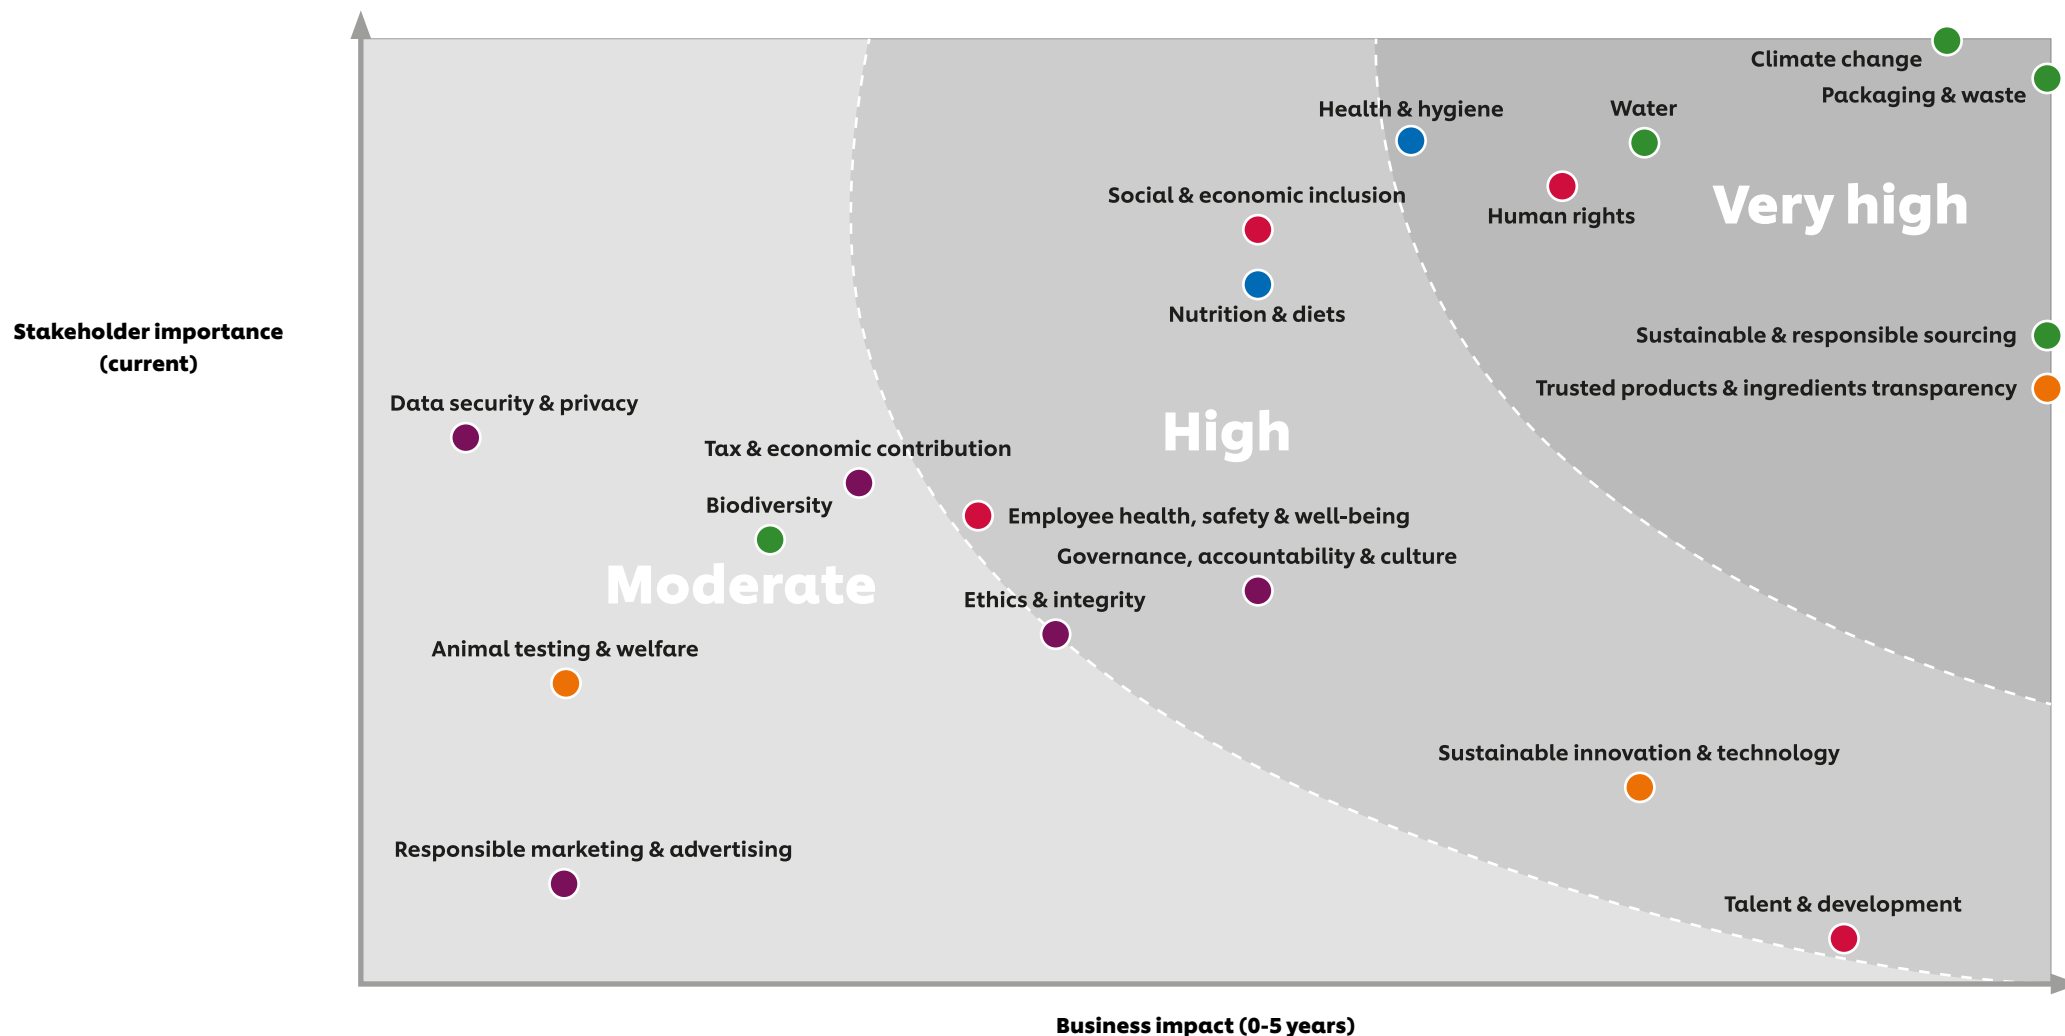 Climate change
Packaging & waste
Health & hygiene
Water
Social & economic inclusion
Human rights
Very high
Nutrition & diets
Stakeholder importance
(current)
Sustainable & responsible sourcing
Trusted products & ingredients transparency
Data security & privacy
High
Tax & economic contribution
Biodiversity
Employee health, safety & well-being
Governance, accountability & culture
Moderate
Ethics & integrity
Animal testing & welfare
Sustainable innovation & technology
Responsible marketing & advertising
Talent & development
Business impact (0-5 years)